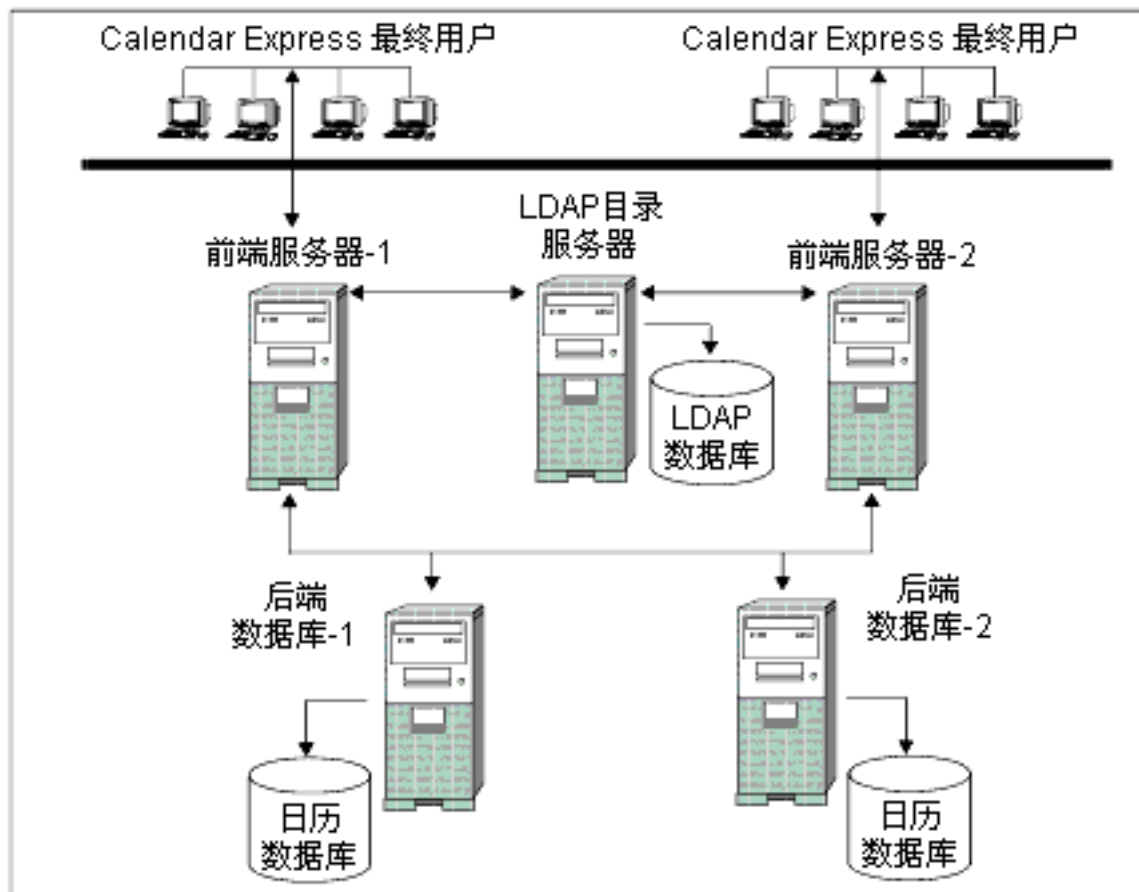 Calendar Express 最终用户
Calendar Express 最终用户
LDAP目录
服务器
前端服务器-1
前端服务器-2
LDAP
数据库
后端
数据库-1
后端
数据库-2
日历
数据库
日历
数据库